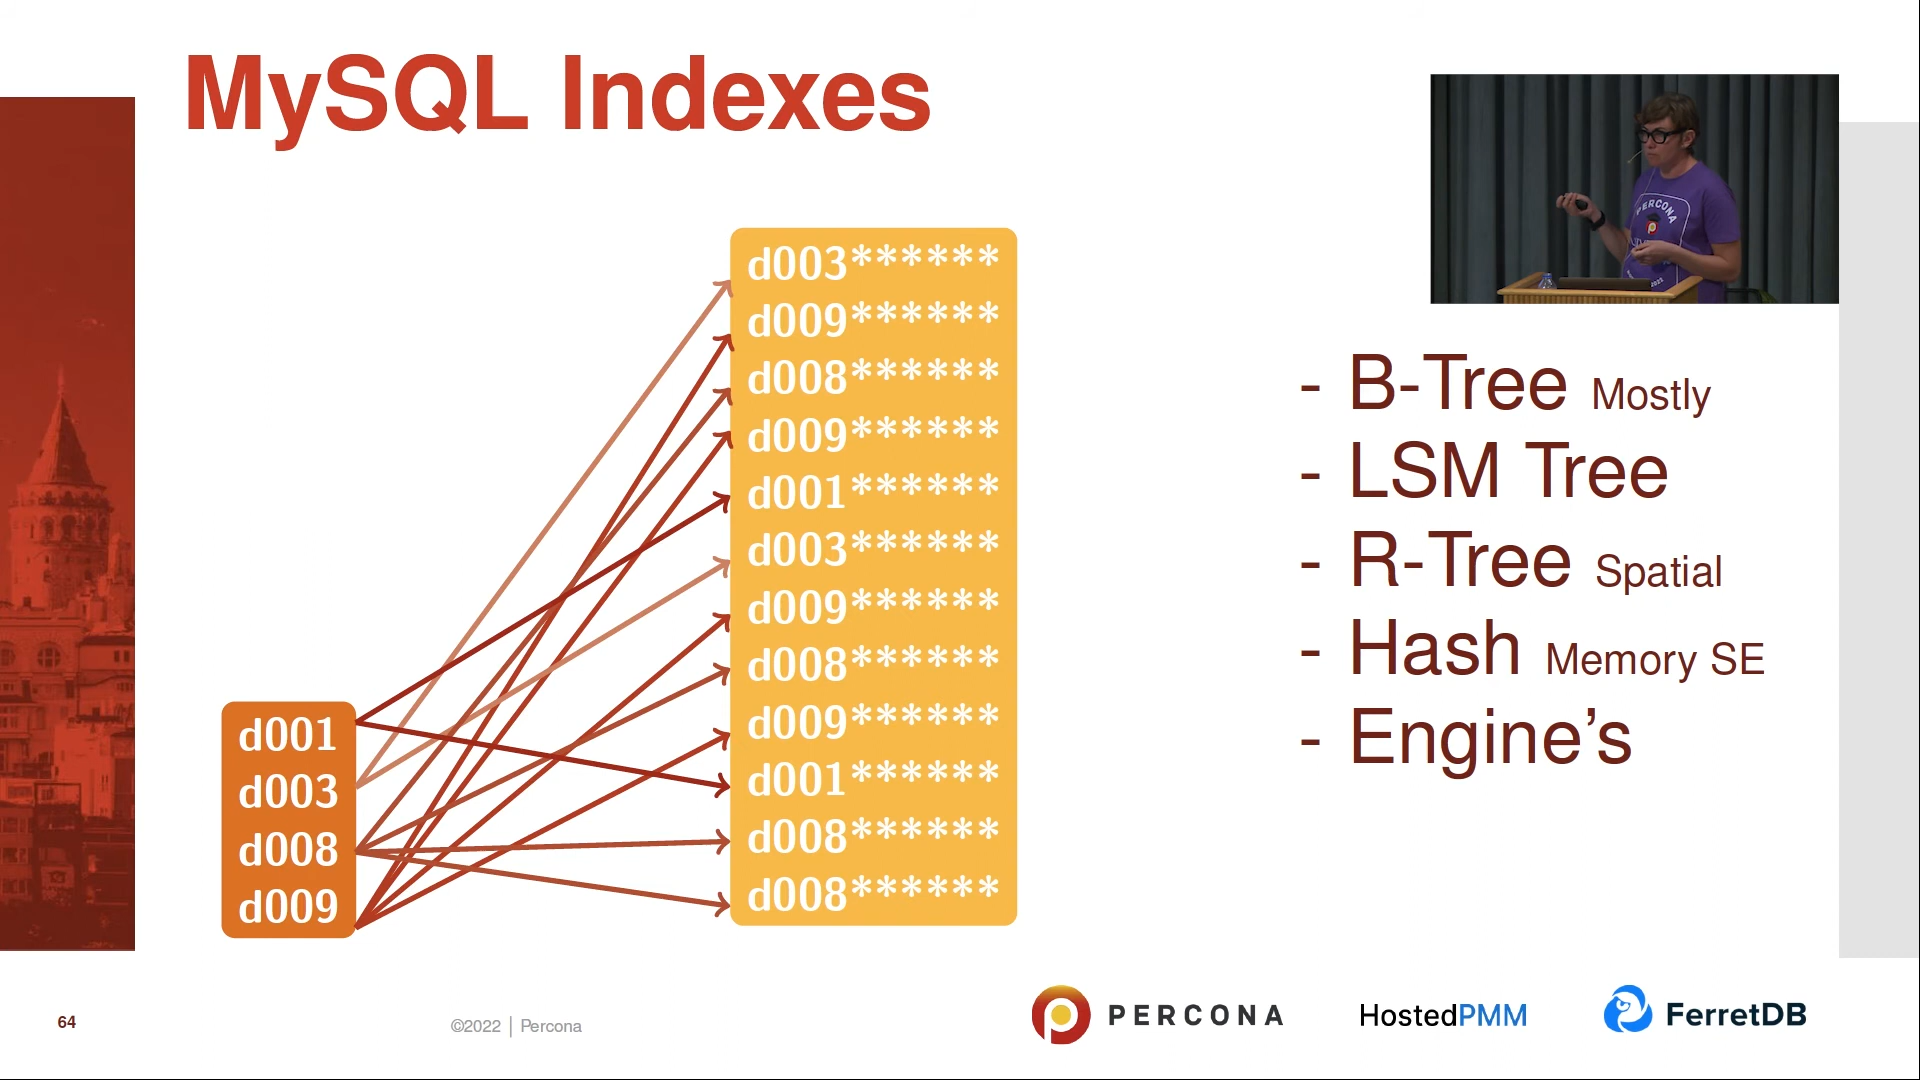 MySQL Indexes
d003******
d009******
d008******
d009******
d001******
d003******
d009******
d008******
d009******
d001******
d008******
d008******
d001
d003
d008
d009
- B-Tree Mostly
- LSM Tree
- R-Tree Spatial
- Hash Memory SE
- Engine’s
PERCONA
64
©2022 | Percona
PERCONA
HostedPMM
FerretDB